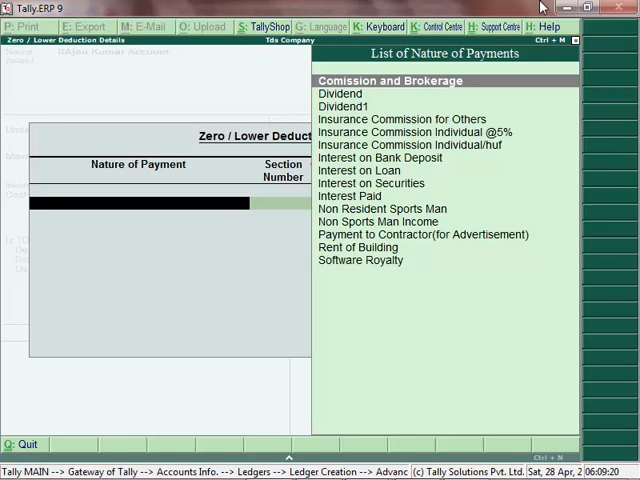 Tally.ERP 9
P: Print E: Export M: E-Mail O: Upload S: TallyShop G: Language K: Keyboard K: Control Centre H: Support Centre H: Help
Zero / Lower Deduction Details Tds Company Ctrl + M
Name RAjan Kumar Account
List of Nature of Payments
Comission and Brokerage
Dividend
Dividend1
Insurance Commission for Others
Insurance Commission Individual @5%
Insurance Commission Individual/huf
Interest on Bank Deposit
Interest on Loan
Interest on Securities
Interest Paid
Non Resident Sports Man
Non Sports Man Income
Payment to Contractor(for Advertisement)
Rent of Building
Software Royalty
Zero / Lower Deduct
Nature of Payment Section
Number
Q: Quit
Ctrl + N
Tally MAIN --> Gateway of Tally --> Accounts Info. --> Ledgers --> Ledger Creation --> Advanc (c) Tally Solutions Pvt. Ltd. Sat, 28 Apr, 2 06:09:20